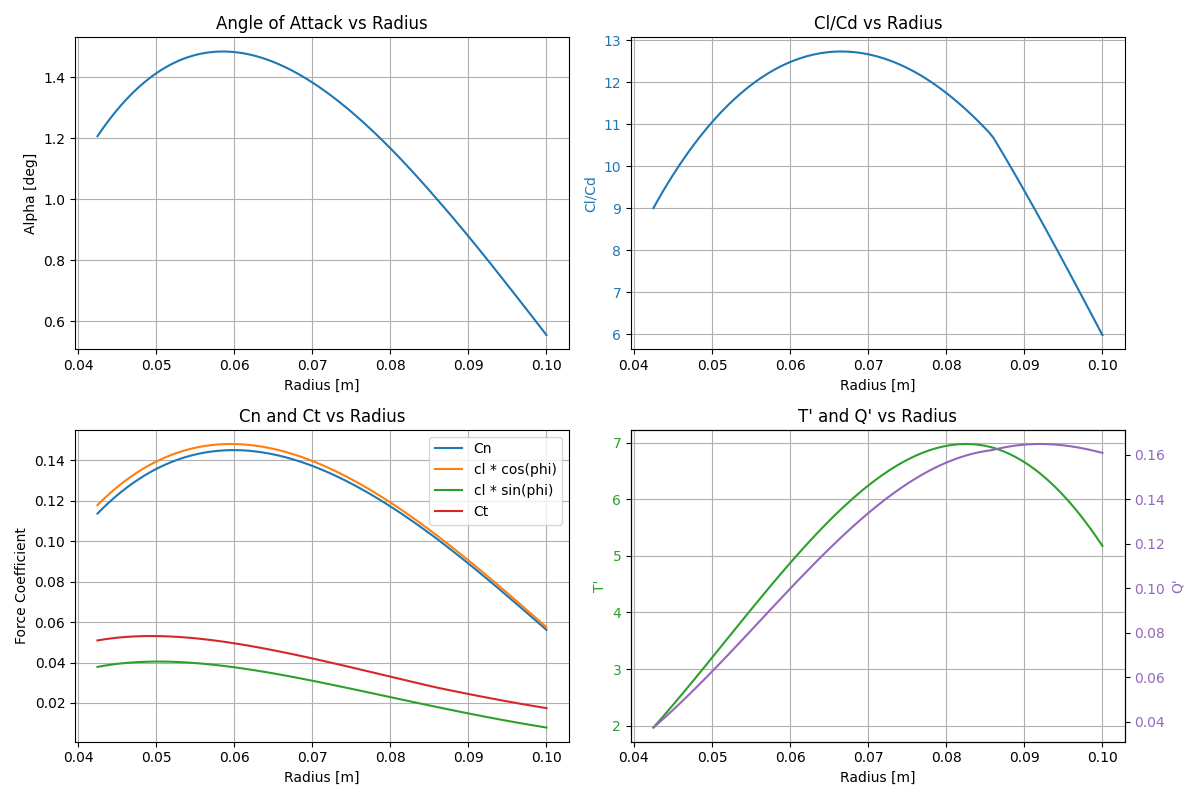 Angle of Attack vs Radius
Alpha [deg]
1.4
1.2
1.0
0.8
0.6
0.04 0.05 0.06 0.07 0.08 0.09 0.10
Radius [m]
Cl/Cd vs Radius
Cl/Cd
13
12
11
10
9
8
7
6
0.04 0.05 0.06 0.07 0.08 0.09 0.10
Radius [m]
Cn and Ct vs Radius
Force Coefficient
0.14
0.12
0.10
0.08
0.06
0.04
0.02
Cn
cl * cos(phi)
cl * sin(phi)
Ct
0.04 0.05 0.06 0.07 0.08 0.09 0.10
Radius [m]
T' and Q' vs Radius
T'
7
6
5
4
3
2
0.16
0.14
0.12
0.10
0.08
0.06
0.04
Q'
0.04 0.05 0.06 0.07 0.08 0.09 0.10
Radius [m]